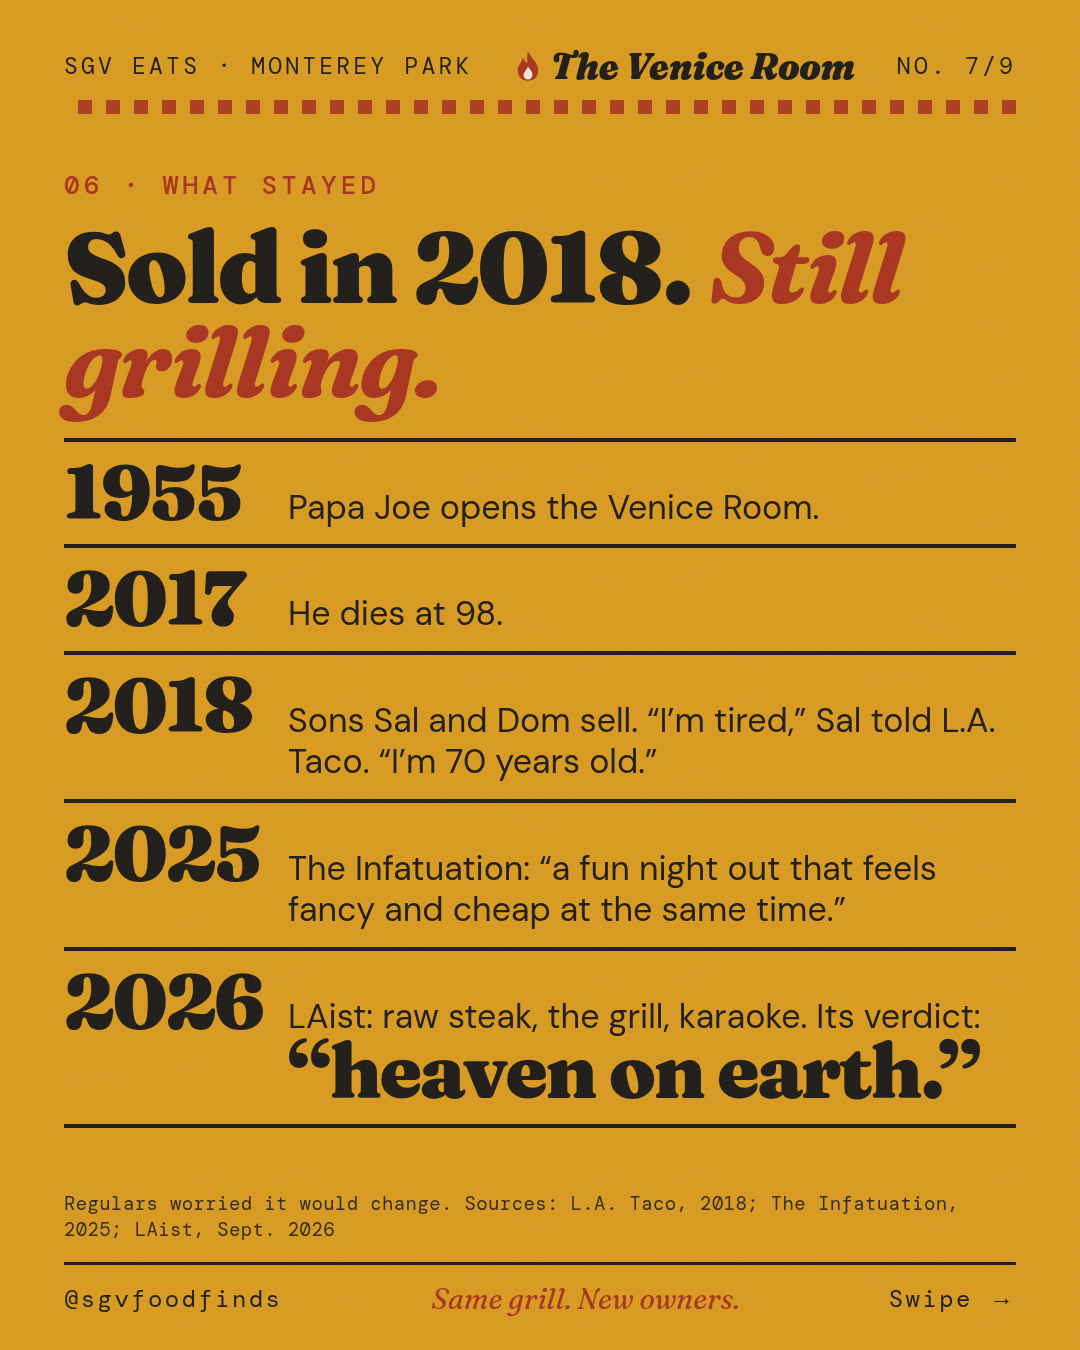 SGV EATS · MONTEREY PARK
The Venice Room
NO. 7/9
06 · WHAT STAYED
Sold in 2018. Still
grilling.
1955
Papa Joe opens the Venice Room.
2017
He dies at 98.
2018
Sons Sal and Dom sell. “I’m tired,” Sal told L.A.
Taco. “I’m 70 years old.”
2025
The Infatuation: “a fun night out that feels
fancy and cheap at the same time.”
2026
LAist: raw steak, the grill, karaoke. Its verdict:
“heaven on earth.”
Regulars worried it would change. Sources: L.A. Taco, 2018; The Infatuation,
2025; LAist, Sept. 2026
@sgvfoodfinds
Same grill. New owners.
Swipe →